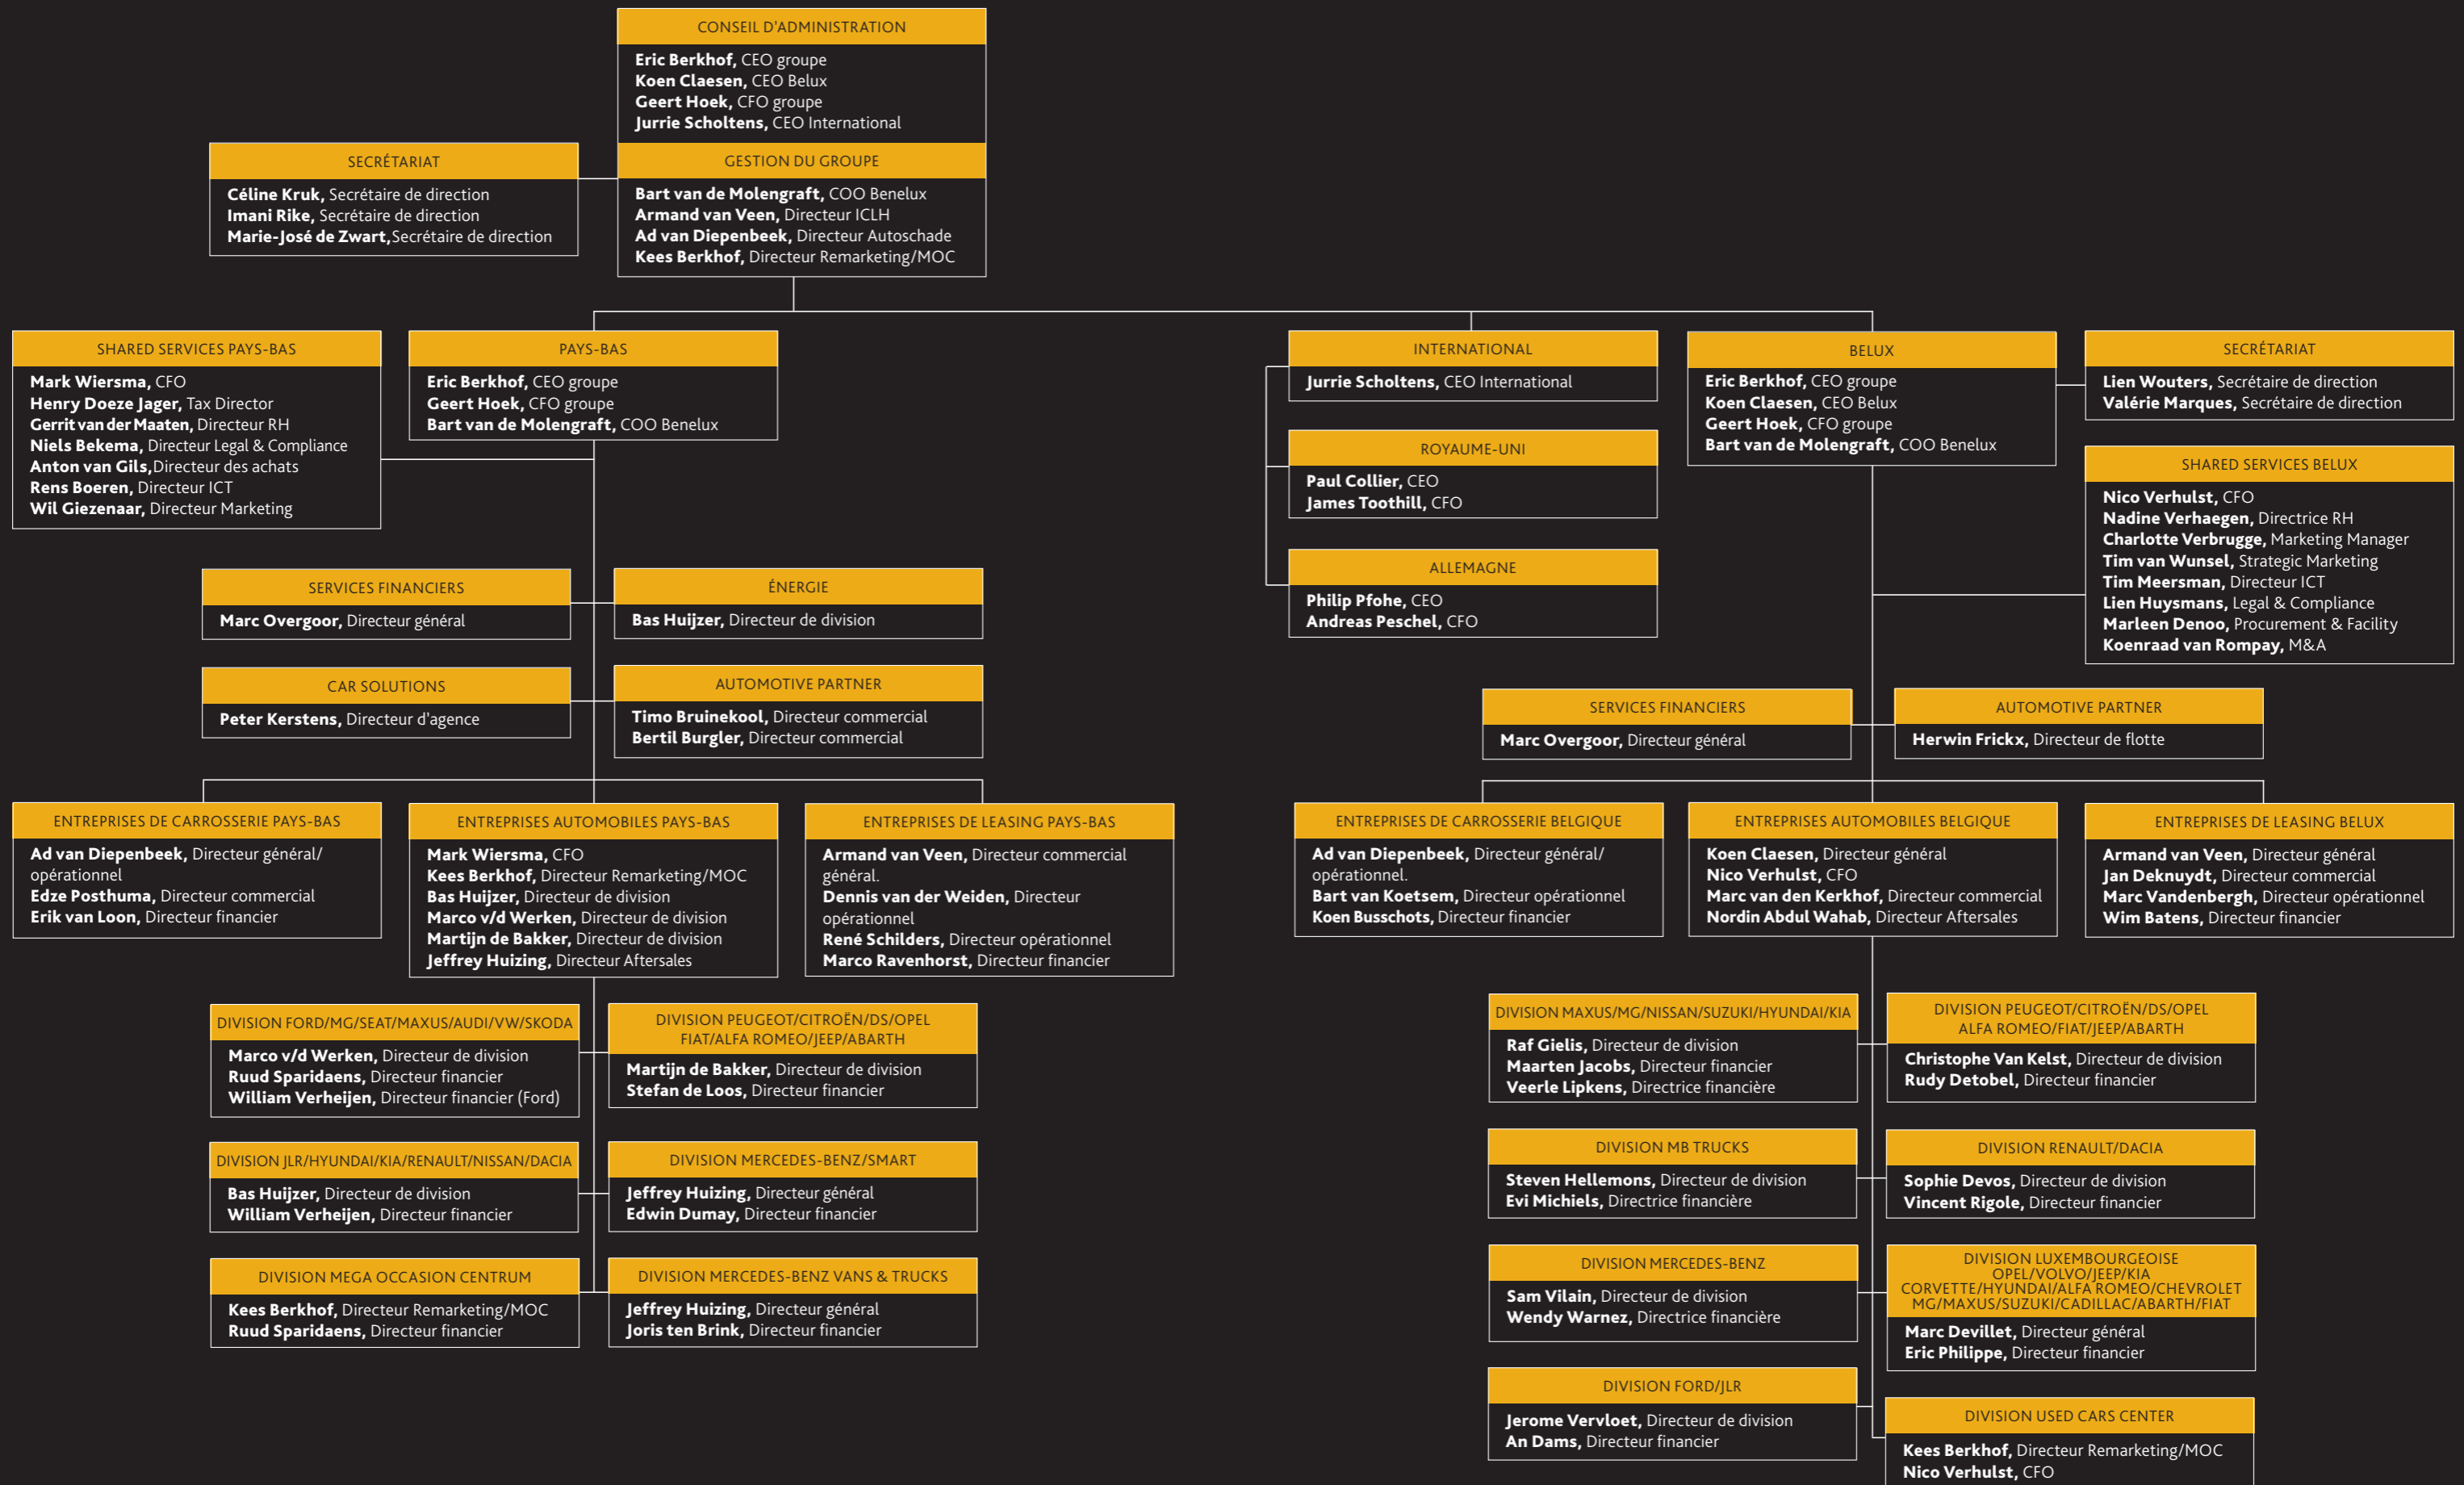 CONSEIL D'ADMINISTRATION
Eric Berkhof, CEO groupe
Koen Claesen, CEO Belux
Geert Hoek, CFO groupe
Jurrie Scholtens, CEO International
SECRÉTARIAT
Céline Kruk, Secrétaire de direction
Imani Rike, Secrétaire de direction
Marie-José de Zwart,Secrétaire de direction
GESTION DU GROUPE
Bart van de Molengraft, COO Benelux
Armand van Veen, Directeur ICLH
Ad van Diepenbeek, Directeur Autoschade
Kees Berkhof, Directeur Remarketing/MOC
SHARED SERVICES PAYS-BAS
Mark Wiersma, CFO
Henry Doeze Jager, Tax Director
Gerrit van der Maaten, Directeur RH
Niels Bekema, Directeur Legal & Compliance
Anton van Gils,Directeur des achats
Rens Boeren, Directeur ICT
Wil Giezenaar, Directeur Marketing
PAYS-BAS
Eric Berkhof, CEO groupe
Geert Hoek, CFO groupe
Bart van de Molengraft, COO Benelux
INTERNATIONAL
Jurrie Scholtens, CEO International
ROYAUME-UNI
Paul Collier, CEO
James Toothill, CFO
ALLEMAGNE
Philip Pfohe, CEO
Andreas Peschel, CFO
BELUX
Eric Berkhof, CEO groupe
Koen Claesen, CEO Belux
Geert Hoek, CFO groupe
Bart van de Molengraft, COO Benelux
SECRÉTARIAT
Lien Wouters, Secrétaire de direction
Valérie Marques, Secrétaire de direction
SHARED SERVICES BELUX
Nico Verhulst, CFO
Nadine Verhaegen, Directrice RH
Charlotte Verbrugge, Marketing Manager
Tim van Wunsel, Strategic Marketing
Tim Meersman, Directeur ICT
Lien Huysmans, Legal & Compliance
Marleen Denoo, Procurement & Facility
Koenraad van Rompay, M&A
SERVICES FINANCIERS
Marc Overgoor, Directeur général
ÉNERGIE
Bas Huijzer, Directeur de division
CAR SOLUTIONS
Peter Kerstens, Directeur d'agence
AUTOMOTIVE PARTNER
Timo Bruinekool, Directeur commercial
Bertil Burgler, Directeur commercial
SERVICES FINANCIERS
Marc Overgoor, Directeur général
AUTOMOTIVE PARTNER
Herwin Frickx, Directeur de flotte
ENTREPRISES DE CARROSSERIE PAYS-BAS
Ad van Diepenbeek, Directeur général/
opérationnel
Edze Posthuma, Directeur commercial
Erik van Loon, Directeur financier
ENTREPRISES AUTOMOBILES PAYS-BAS
Mark Wiersma, CFO
Kees Berkhof, Directeur Remarketing/MOC
Bas Huijzer, Directeur de division
Marco v/d Werken, Directeur de division
Martijn de Bakker, Directeur de division
Jeffrey Huizing, Directeur Aftersales
ENTREPRISES DE LEASING PAYS-BAS
Armand van Veen, Directeur commercial
général.
Dennis van der Weiden, Directeur
opérationnel
René Schilders, Directeur opérationnel
Marco Ravenhorst, Directeur financier
ENTREPRISES DE CARROSSERIE BELGIQUE
Ad van Diepenbeek, Directeur général/
opérationnel.
Bart van Koetsem, Directeur opérationnel
Koen Busschots, Directeur financier
ENTREPRISES AUTOMOBILES BELGIQUE
Koen Claesen, Directeur général
Nico Verhulst, CFO
Marc van den Kerkhof, Directeur commercial
Nordin Abdul Wahab, Directeur Aftersales
ENTREPRISES DE LEASING BELUX
Armand van Veen, Directeur général
Jan Deknuydt, Directeur commercial
Marc Vandenbergh, Directeur opérationnel
Wim Batens, Directeur financier
DIVISION FORD/MG/SEAT/MAXUS/AUDI/VW/SKODA
Marco v/d Werken, Directeur de division
Ruud Sparidaens, Directeur financier
William Verheijen, Directeur financier (Ford)
DIVISION PEUGEOT/CITROËN/DS/OPEL
FIAT/ALFA ROMEO/JEEP/ABARTH
Martijn de Bakker, Directeur de division
Stefan de Loos, Directeur financier
DIVISION JLR/HYUNDAI/KIA/RENAULT/NISSAN/DACIA
Bas Huijzer, Directeur de division
William Verheijen, Directeur financier
DIVISION MERCEDES-BENZ/SMART
Jeffrey Huizing, Directeur général
Edwin Dumay, Directeur financier
DIVISION MEGA OCCASION CENTRUM
Kees Berkhof, Directeur Remarketing/MOC
Ruud Sparidaens, Directeur financier
DIVISION MERCEDES-BENZ VANS & TRUCKS
Jeffrey Huizing, Directeur général
Joris ten Brink, Directeur financier
DIVISION MAXUS/MG/NISSAN/SUZUKI/HYUNDAI/KIA
Raf Gielis, Directeur de division
Maarten Jacobs, Directeur financier
Veerle Lipkens, Directrice financière
DIVISION PEUGEOT/CITROËN/DS/OPEL
ALFA ROMEO/FIAT/JEEP/ABARTH
Christophe Van Kelst, Directeur de division
Rudy Detobel, Directeur financier
DIVISION MB TRUCKS
Steven Hellemons, Directeur de division
Evi Michiels, Directrice financière
DIVISION RENAULT/DACIA
Sophie Devos, Directeur de division
Vincent Rigole, Directeur financier
DIVISION MERCEDES-BENZ
Sam Vilain, Directeur de division
Wendy Warnez, Directrice financière
DIVISION LUXEMBOURGEOISE
OPEL/VOLVO/JEEP/KIA
CORVETTE/HYUNDAI/ALFA ROMEO/CHEVROLET
MG/MAXUS/SUZUKI/CADILLAC/ABARTH/FIAT
Marc Devillet, Directeur général
Eric Philippe, Directeur financier
DIVISION FORD/JLR
Jerome Vervloet, Directeur de division
An Dams, Directeur financier
DIVISION USED CARS CENTER
Kees Berkhof, Directeur Remarketing/MOC
Nico Verhulst, CFO